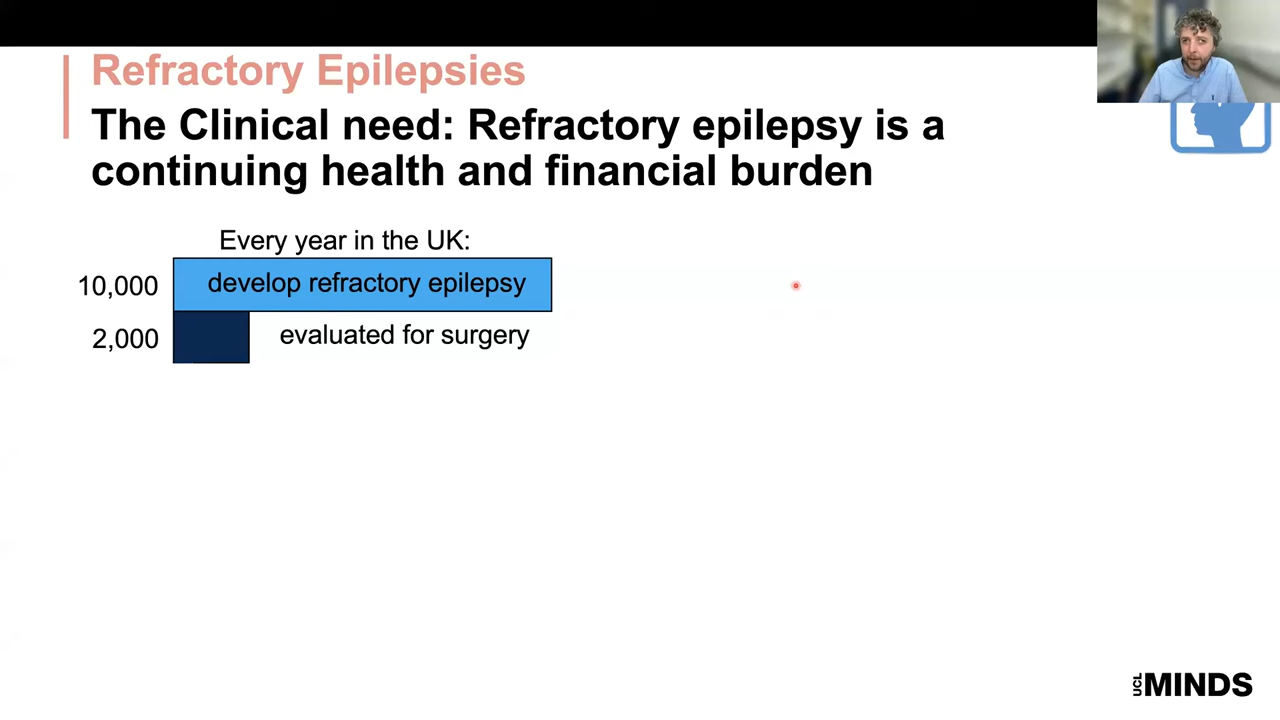 Refractory Epilepsies
The Clinical need: Refractory epilepsy is a
continuing health and financial burden
Every year in the UK:
10,000 develop refractory epilepsy
2,000 evaluated for surgery
UCL MINDS